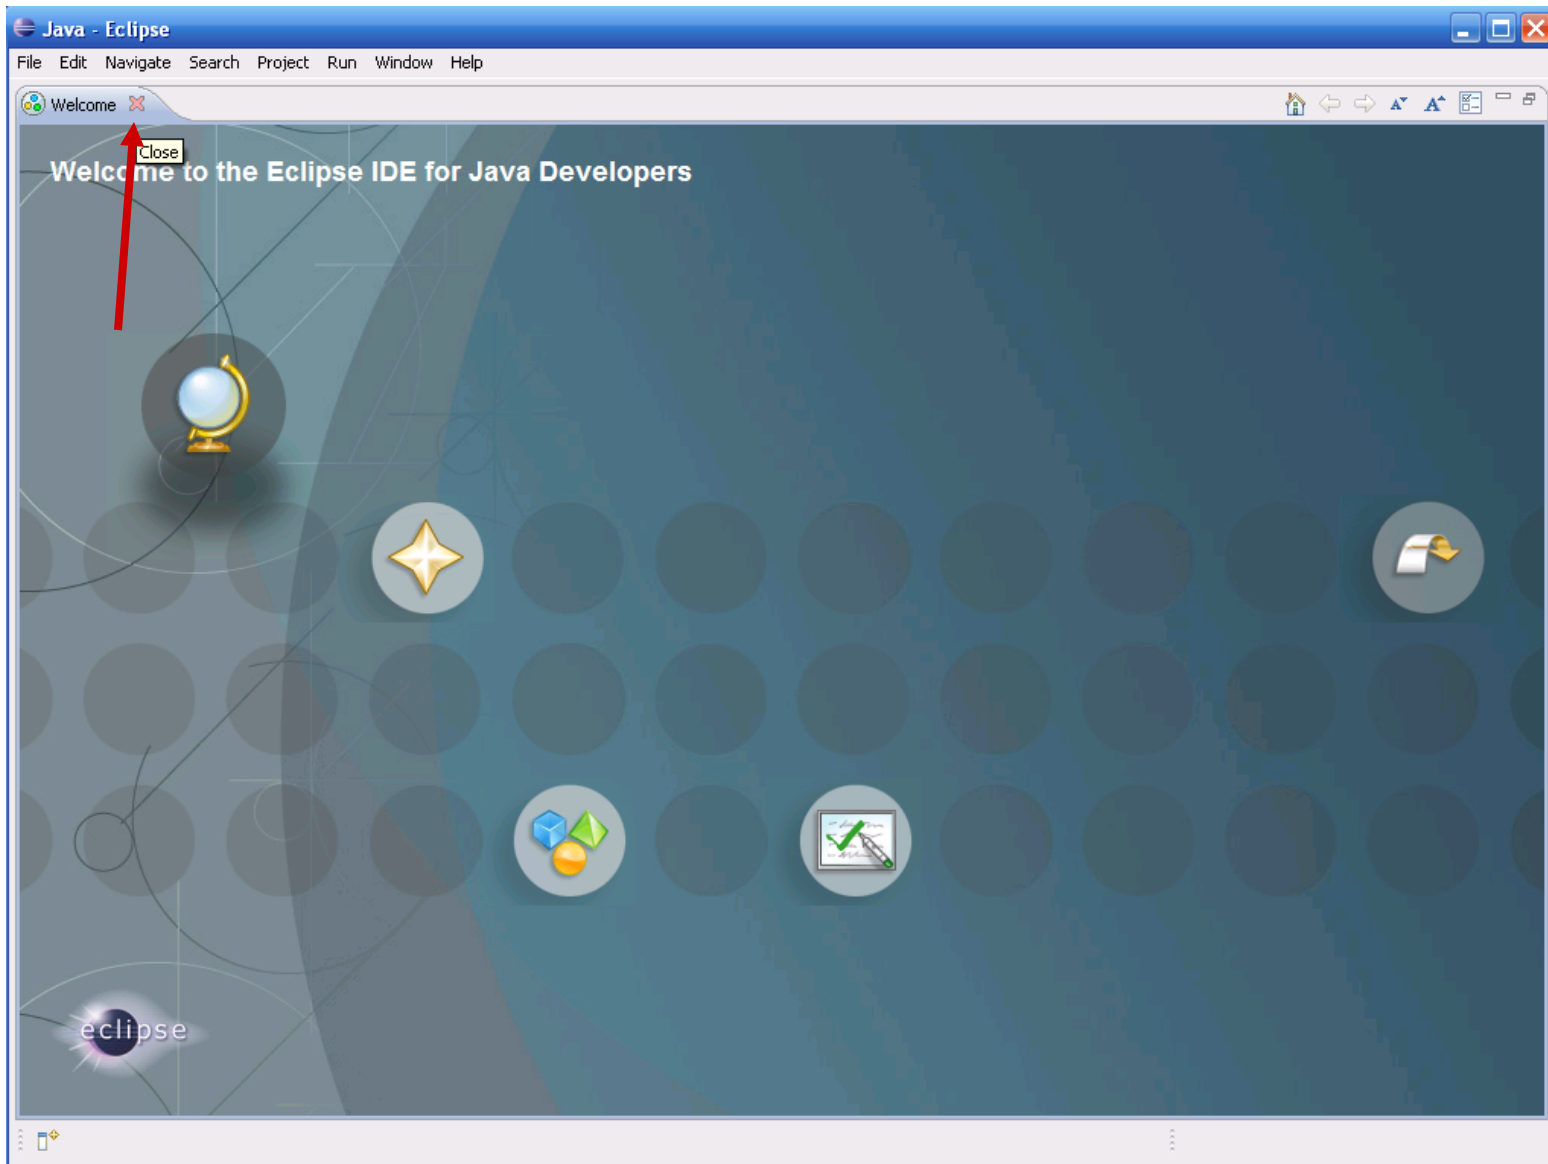 Java - Eclipse
File Edit Navigate Search Project Run Window Help
Welcome
Close
Welcome to the Eclipse IDE for Java Developers
eclipse